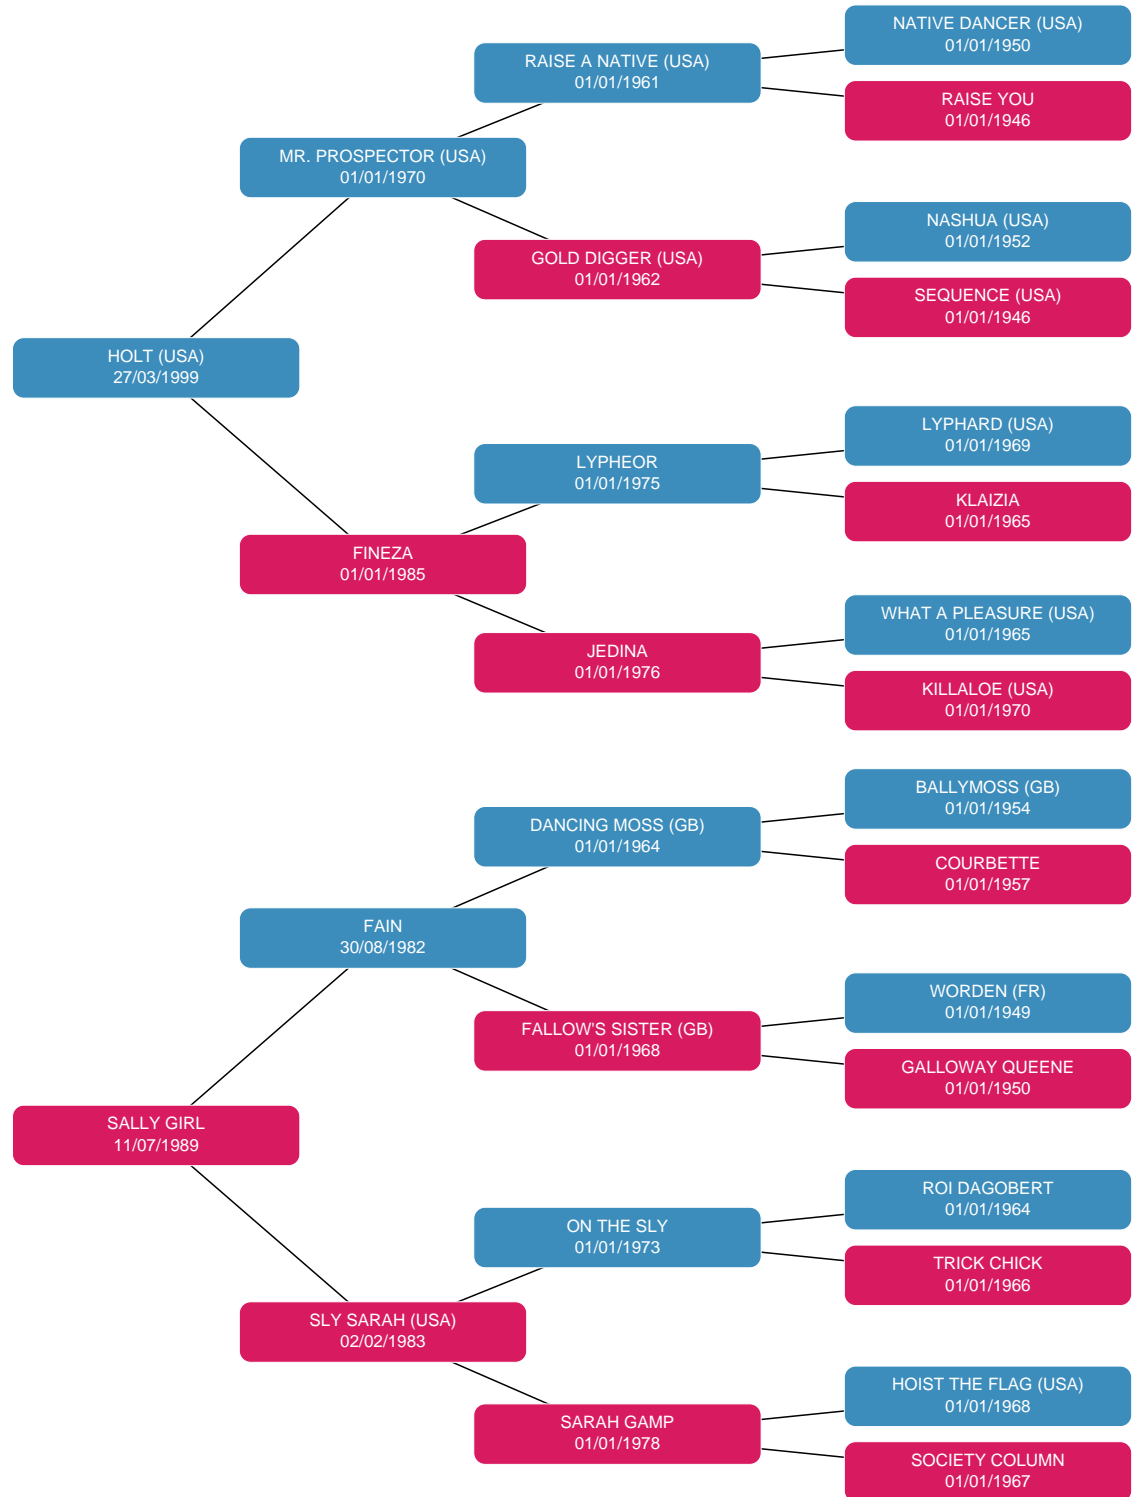 NATIVE DANCER (USA)
01/01/1950
RAISE A NATIVE (USA)
01/01/1961
RAISE YOU
01/01/1946
MR. PROSPECTOR (USA)
01/01/1970
NASHUA (USA)
01/01/1952
GOLD DIGGER (USA)
01/01/1962
SEQUENCE (USA)
01/01/1946
HOLT (USA)
27/03/1999
LYPHARD (USA)
01/01/1969
LYPHEOR
01/01/1975
KLAIZIA
01/01/1965
FINEZA
01/01/1985
WHAT A PLEASURE (USA)
01/01/1965
JEDINA
01/01/1976
KILLALOE (USA)
01/01/1970
BALLYMOSS (GB)
01/01/1954
DANCING MOSS (GB)
01/01/1964
COURBETTE
01/01/1957
FAIN
30/08/1982
WORDEN (FR)
01/01/1949
FALLOW'S SISTER (GB)
01/01/1968
GALLOWAY QUEENE
01/01/1950
SALLY GIRL
11/07/1989
ROI DAGOBERT
01/01/1964
ON THE SLY
01/01/1973
TRICK CHICK
01/01/1966
SLY SARAH (USA)
02/02/1983
HOIST THE FLAG (USA)
01/01/1968
SARAH GAMP
01/01/1978
SOCIETY COLUMN
01/01/1967